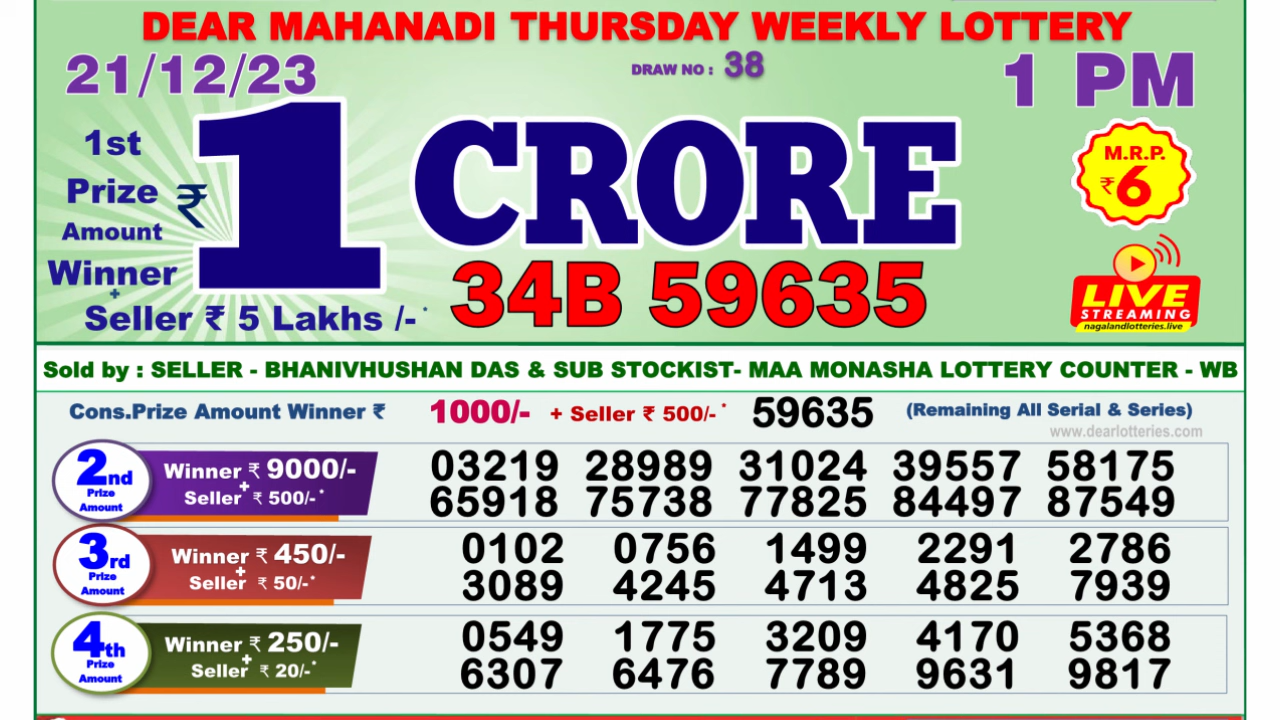 DEAR MAHANADI THURSDAY WEEKLY LOTTERY
21/12/23
DRAW NO : 38
1 PM
1st
Prize
Amount
Winner
₹ 1 CRORE
M.R.P.
₹6
+
Seller ₹ 5 Lakhs /-*
34B 59635
LIVE
STREAMING
nagalandlotteries.live
Sold by : SELLER - BHANIVHUSHAN DAS & SUB STOCKIST- MAA MONASHA LOTTERY COUNTER - WB
Cons.Prize Amount Winner ₹ 1000/- + Seller ₹ 500/-* 59635 (Remaining All Serial & Series)
www.dearlotteries.com
2nd
Prize
Amount
Winner ₹ 9000/-
+
Seller ₹ 500/-*
03219 28989 31024 39557 58175
65918 75738 77825 84497 87549
3rd
Prize
Amount
Winner ₹ 450/-
+
Seller ₹ 50/-*
0102 0756 1499 2291 2786
3089 4245 4713 4825 7939
4th
Prize
Amount
Winner ₹ 250/-
+
Seller ₹ 20/-*
0549 1775 3209 4170 5368
6307 6476 7789 9631 9817